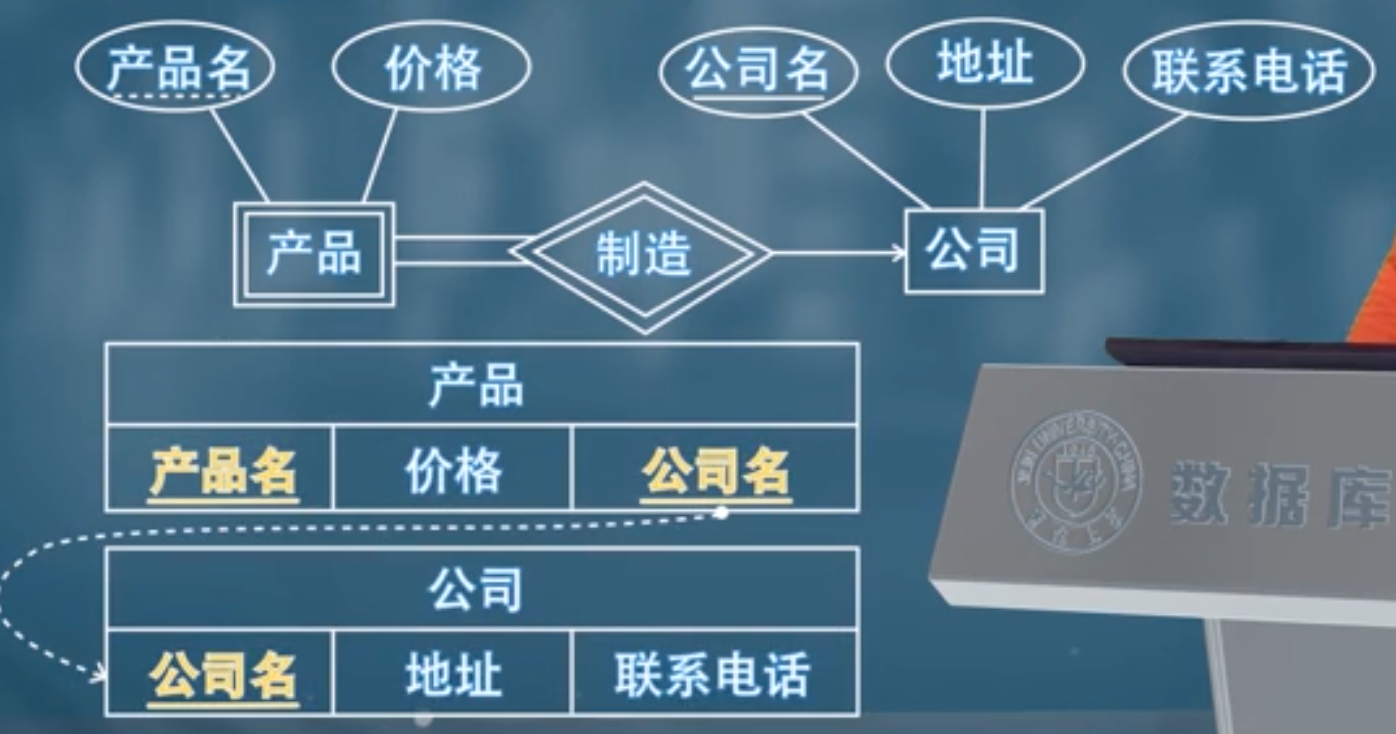 产品名 价格 公司名 地址 联系电话
产品 制造 公司
产品
产品名 价格 公司名
公司
公司名 地址 联系电话
数据库